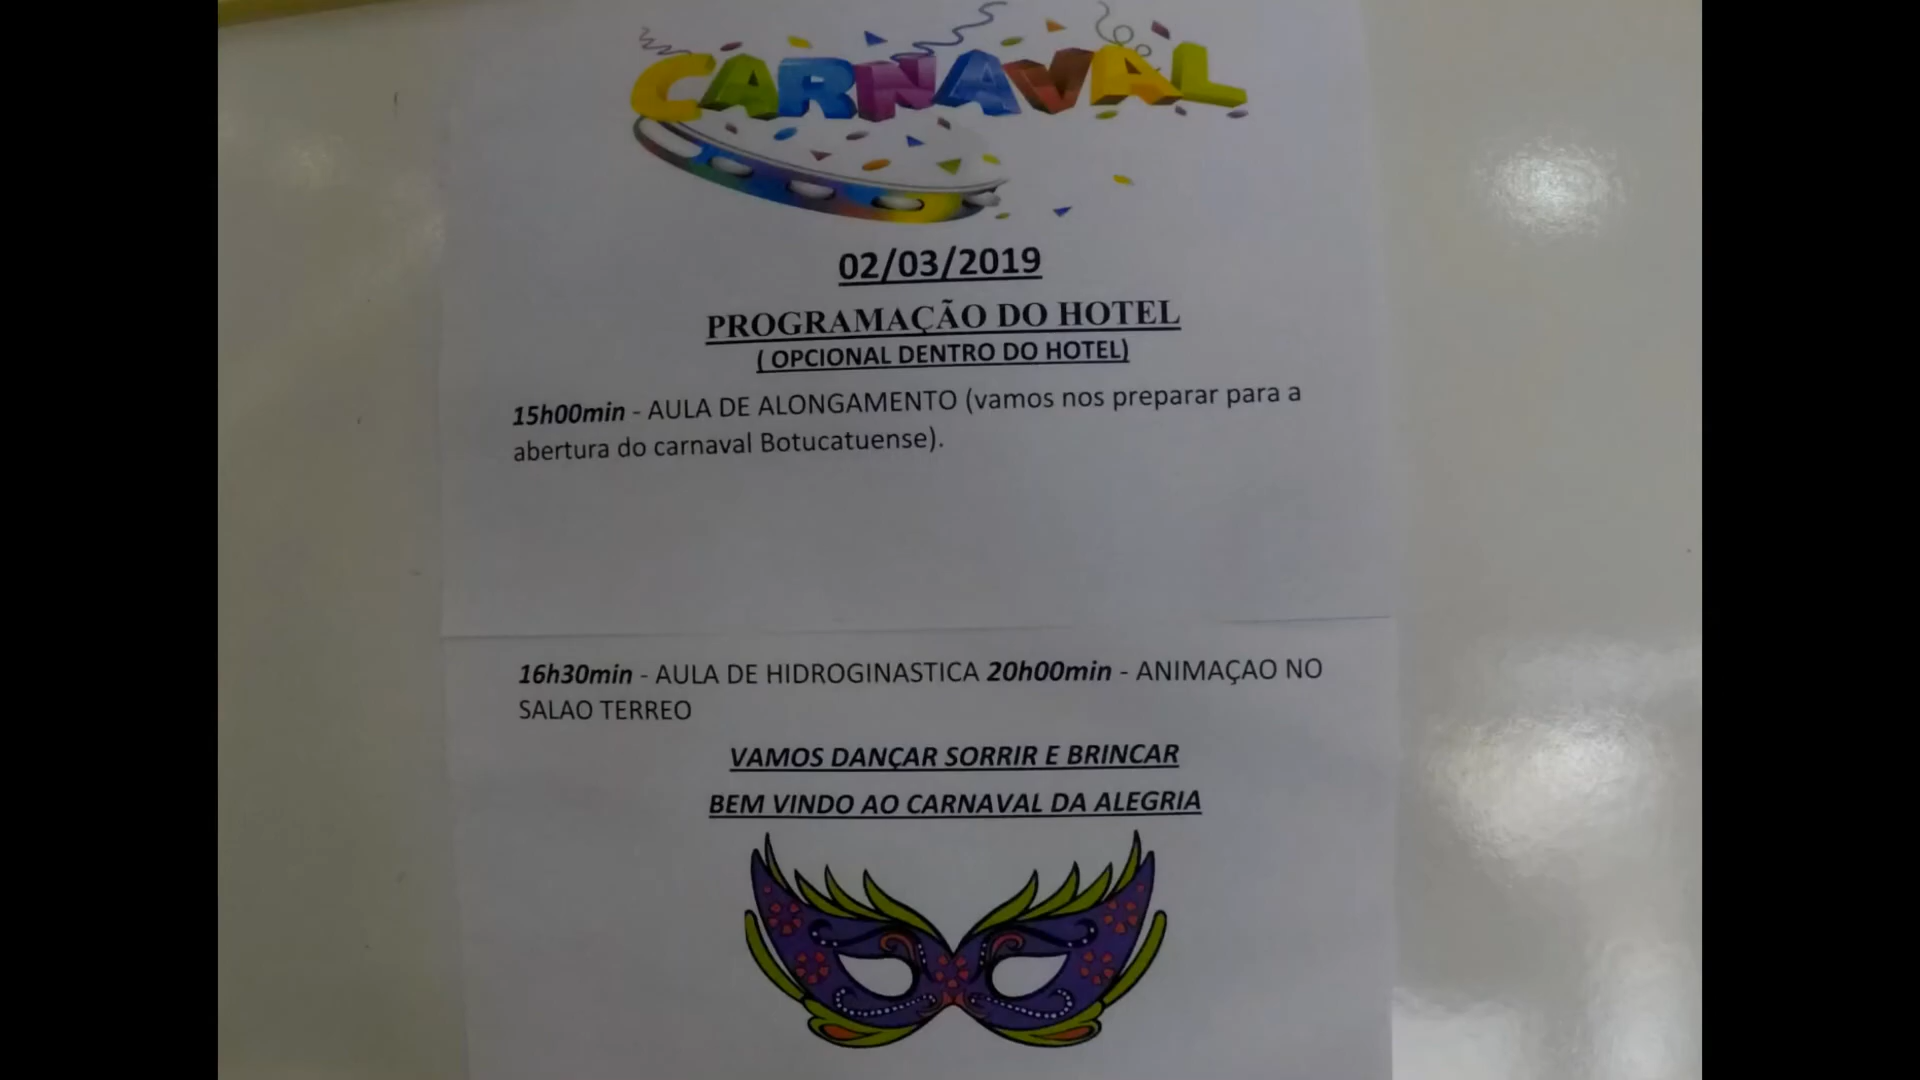 CARNAVAL
02/03/2019
PROGRAMAÇÃO DO HOTEL
( OPCIONAL DENTRO DO HOTEL)
15h00min - AULA DE ALONGAMENTO (vamos nos preparar para a
abertura do carnaval Botucatuense).
16h30min - AULA DE HIDROGINASTICA 20h00min - ANIMAÇAO NO
SALAO TERREO
VAMOS DANÇAR SORRIR E BRINCAR
BEM VINDO AO CARNAVAL DA ALEGRIA